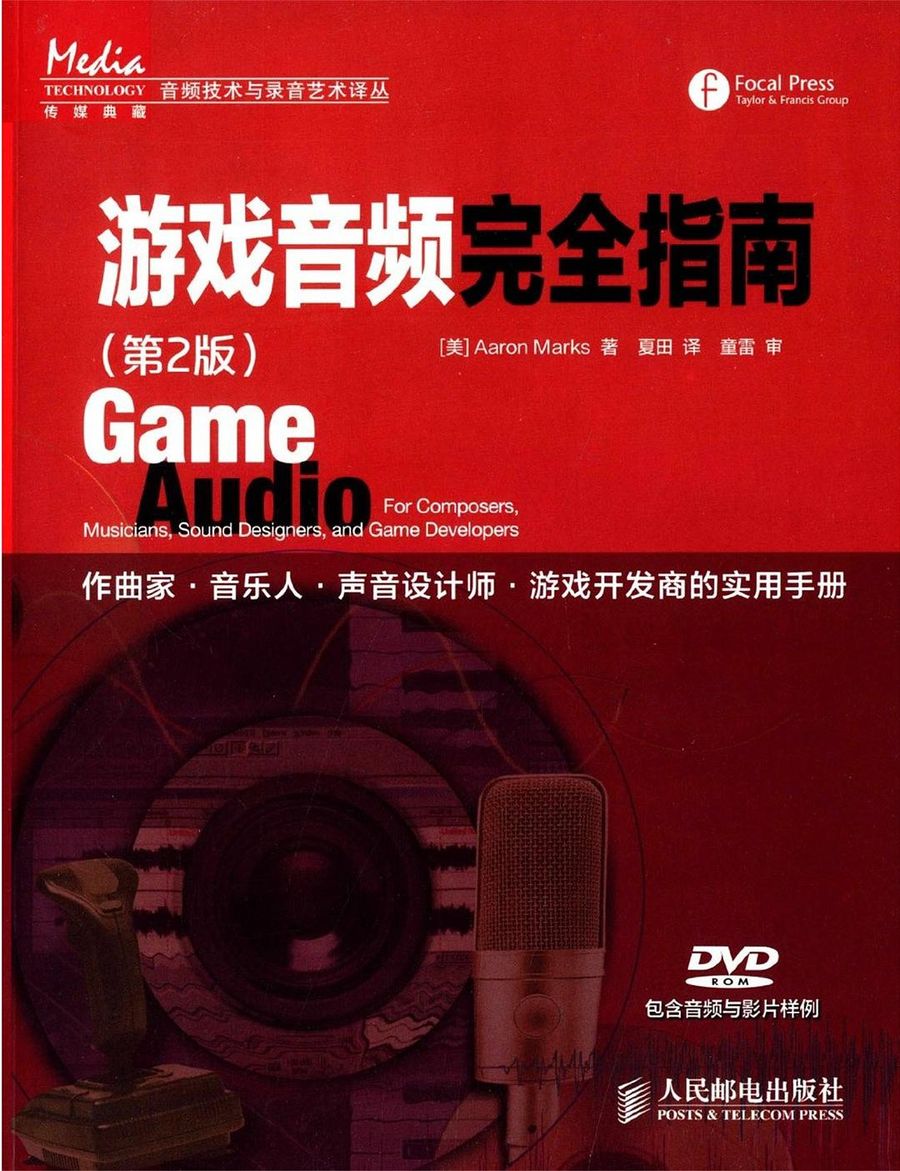 Media
TECHNOLOGY
传媒典藏
音频技术与录音艺术译丛
Focal Press
Taylor & Francis Group
游戏音频完全指南
（第2版）
[美] Aaron Marks 著 夏田 译 童雷 审
Game
Audio
For Composers,
Musicians, Sound Designers, and Game Developers
作曲家·音乐人·声音设计师·游戏开发商的实用手册
DVD
ROM
包含音频与影片样例
人民邮电出版社
POSTS & TELECOM PRESS